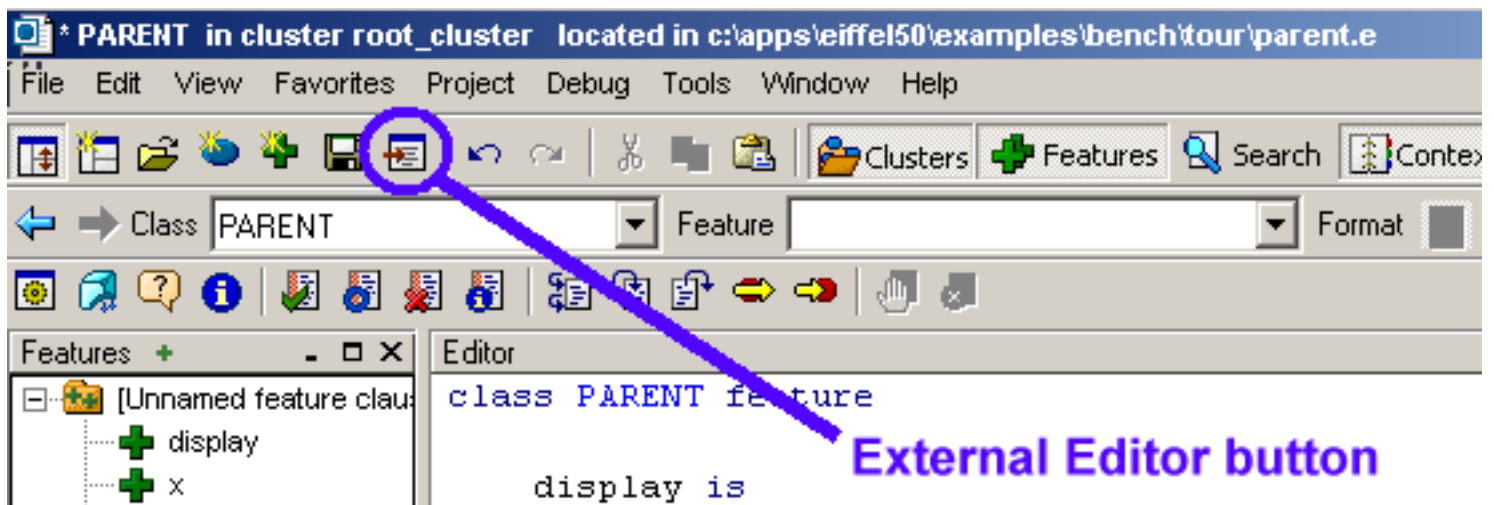 * PARENT in cluster root_cluster located in c:\apps\eiffel50\examples\bench\tour\parent.e
File Edit View Favorites Project Debug Tools Window Help
Clusters Features Search Contex
Class PARENT Feature Format
Features Editor
[Unnamed feature clau
class PARENT feature
display
External Editor button
x
display is